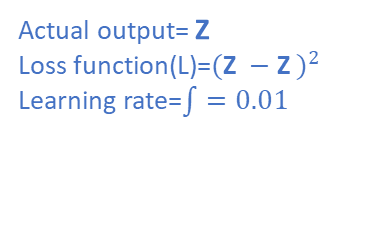 Actual output= Z
Loss function(L)=(Z − Z )²
Learning rate=∫ = 0.01